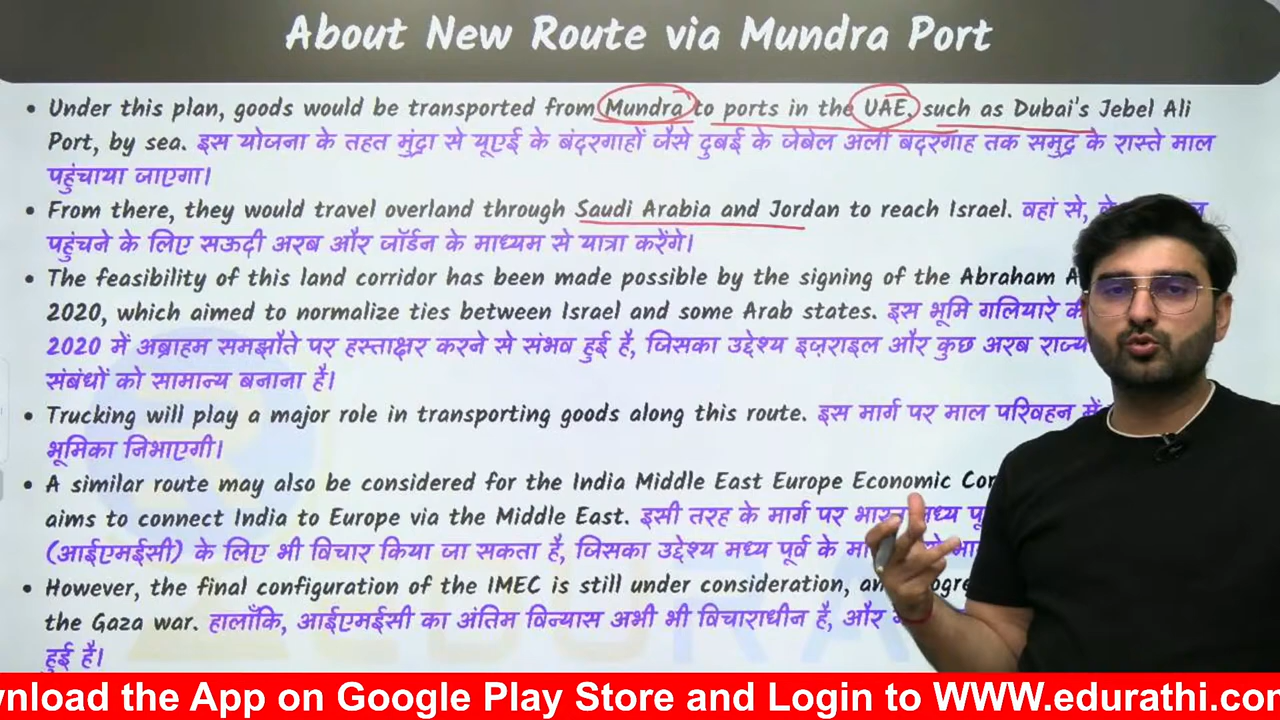 About New Route via Mundra Port
• Under this plan, goods would be transported from Mundra to ports in the UAE, such as Dubai's Jebel Ali
Port, by sea. इस योजना के तहत मुंद्रा से यूएई के बंदरगाहों जैसे दुबई के जेबेल अली बंदरगाह तक समुद्र के रास्ते माल
पहुंचाया जाएगा।
• From there, they would travel overland through Saudi Arabia and Jordan to reach Israel. वहां से,
पहुंचने के लिए सऊदी अरब और जॉर्डन के माध्यम से यात्रा करेंगे।
• The feasibility of this land corridor has been made possible by the signing of the Abraham
2020, which aimed to normalize ties between Israel and some Arab states. इस भूमि गलियारे
2020 में अब्राहम समझौते पर हस्ताक्षर करने से संभव हुई है, जिसका उद्देश्य इज़राइल और कुछ अरब राज्य
संबंधों को सामान्य बनाना है।
• Trucking will play a major role in transporting goods along this route. इस मार्ग पर माल परिवहन में
भूमिका निभाएगी।
• A similar route may also be considered for the India Middle East Europe Economic
aims to connect India to Europe via the Middle East. इसी तरह के मार्ग पर भारत मध्य
(आईएमईसी) के लिए भी विचार किया जा सकता है, जिसका उद्देश्य मध्य पूर्व के
• However, the final configuration of the IMEC is still under consideration,
the Gaza war. हालाँकि, आईएमईसी का अंतिम विन्यास अभी भी विचाराधीन है, और
हुई है।
wnload the App on Google Play Store and Login to WWW.edurathi.com